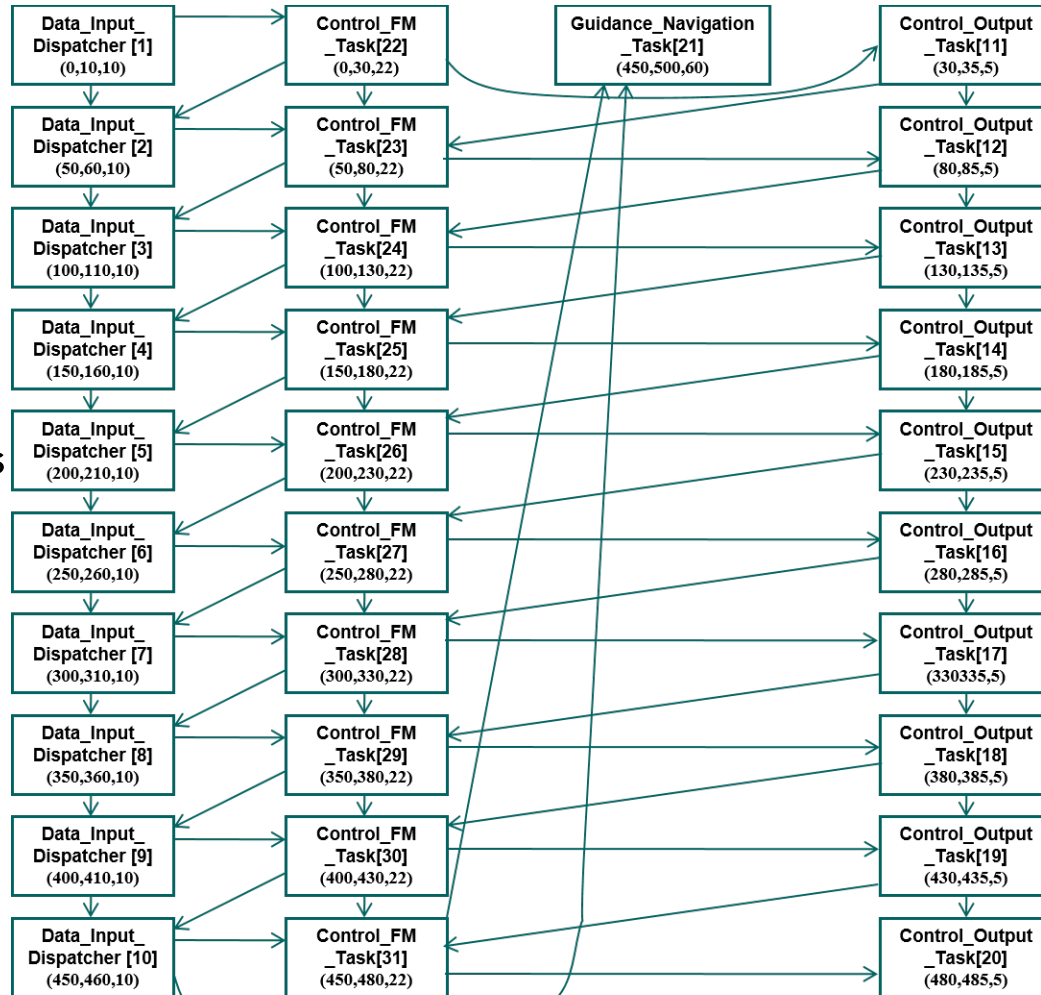 Data_Input_
Dispatcher [1]
(0,10,10)
Control_FM
_Task[22]
(0,30,22)
Guidance_Navigation
_Task[21]
(450,500,60)
Control_Output
_Task[11]
(30,35,5)
Data_Input_
Dispatcher [2]
(50,60,10)
Control_FM
_Task[23]
(50,80,22)
Control_Output
_Task[12]
(80,85,5)
Data_Input_
Dispatcher [3]
(100,110,10)
Control_FM
_Task[24]
(100,130,22)
Control_Output
_Task[13]
(130,135,5)
Data_Input_
Dispatcher [4]
(150,160,10)
Control_FM
_Task[25]
(150,180,22)
Control_Output
_Task[14]
(180,185,5)
Data_Input_
Dispatcher [5]
(200,210,10)
Control_FM
_Task[26]
(200,230,22)
Control_Output
_Task[15]
(230,235,5)
Data_Input_
Dispatcher [6]
(250,260,10)
Control_FM
_Task[27]
(250,280,22)
Control_Output
_Task[16]
(280,285,5)
Data_Input_
Dispatcher [7]
(300,310,10)
Control_FM
_Task[28]
(300,330,22)
Control_Output
_Task[17]
(330335,5)
Data_Input_
Dispatcher [8]
(350,360,10)
Control_FM
_Task[29]
(350,380,22)
Control_Output
_Task[18]
(380,385,5)
Data_Input_
Dispatcher [9]
(400,410,10)
Control_FM
_Task[30]
(400,430,22)
Control_Output
_Task[19]
(430,435,5)
Data_Input_
Dispatcher [10]
(450,460,10)
Control_FM
_Task[31]
(450,480,22)
Control_Output
_Task[20]
(480,485,5)